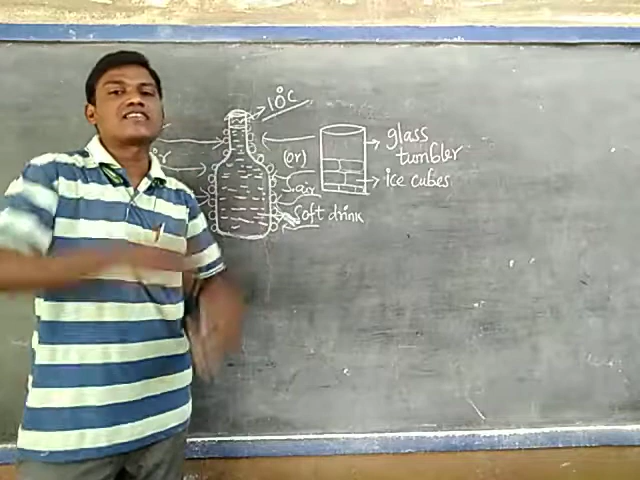 10°C
glass
tumbler
(or)
ice cubes
air
Soft drink